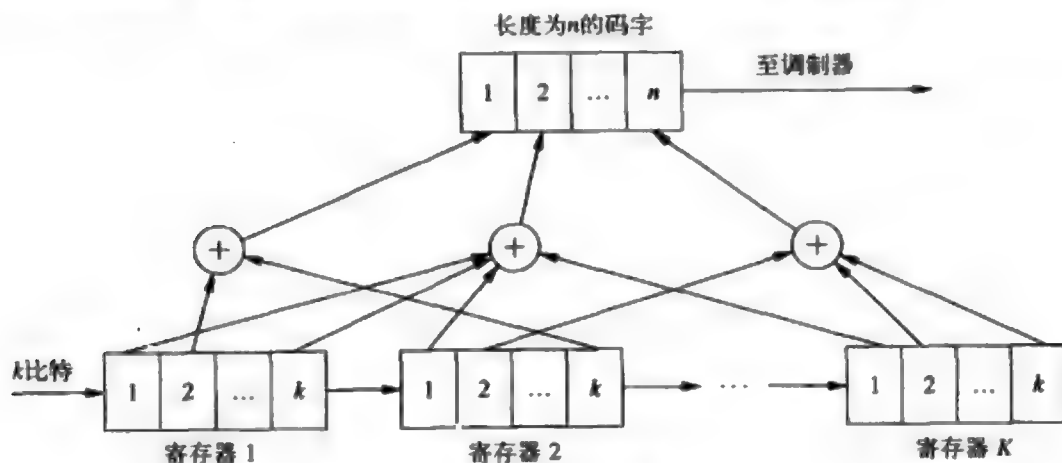 长度为n的码字
1 2 … n
至调制器
+ + +
k比特
1 2 … k
1 2 … k
…
1 2 … k
寄存器 1
寄存器 2
寄存器 K